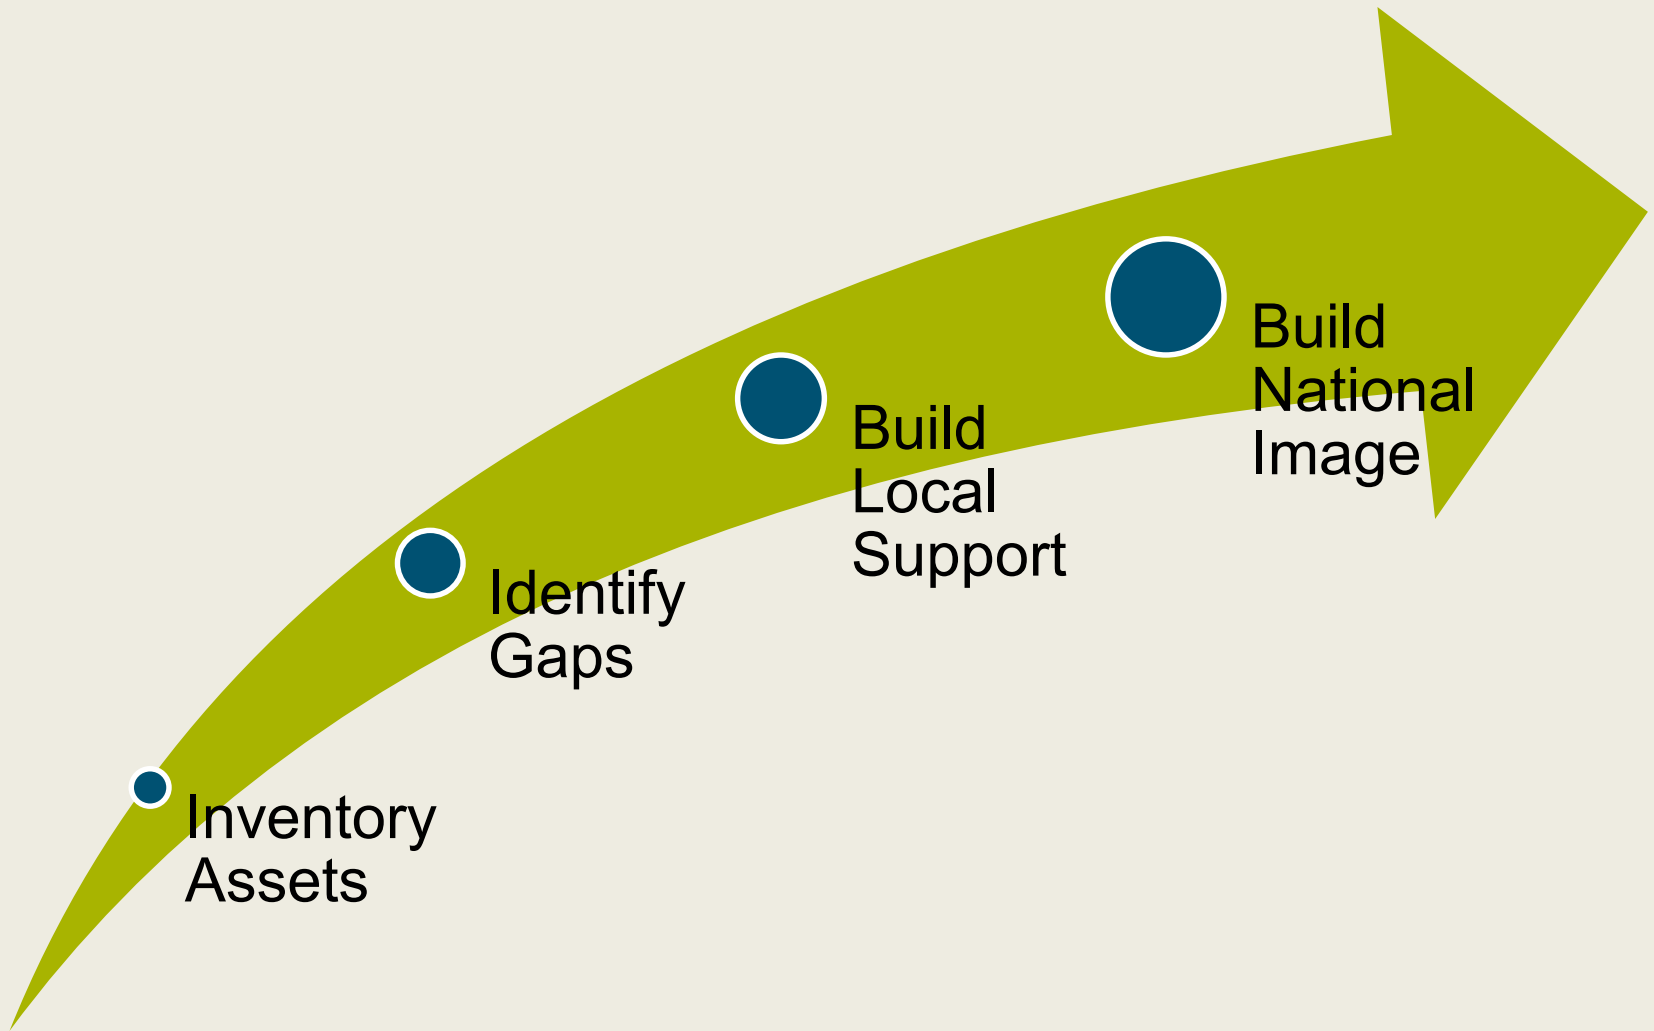 Inventory
Assets
Identify
Gaps
Build
Local
Support
Build
National
Image